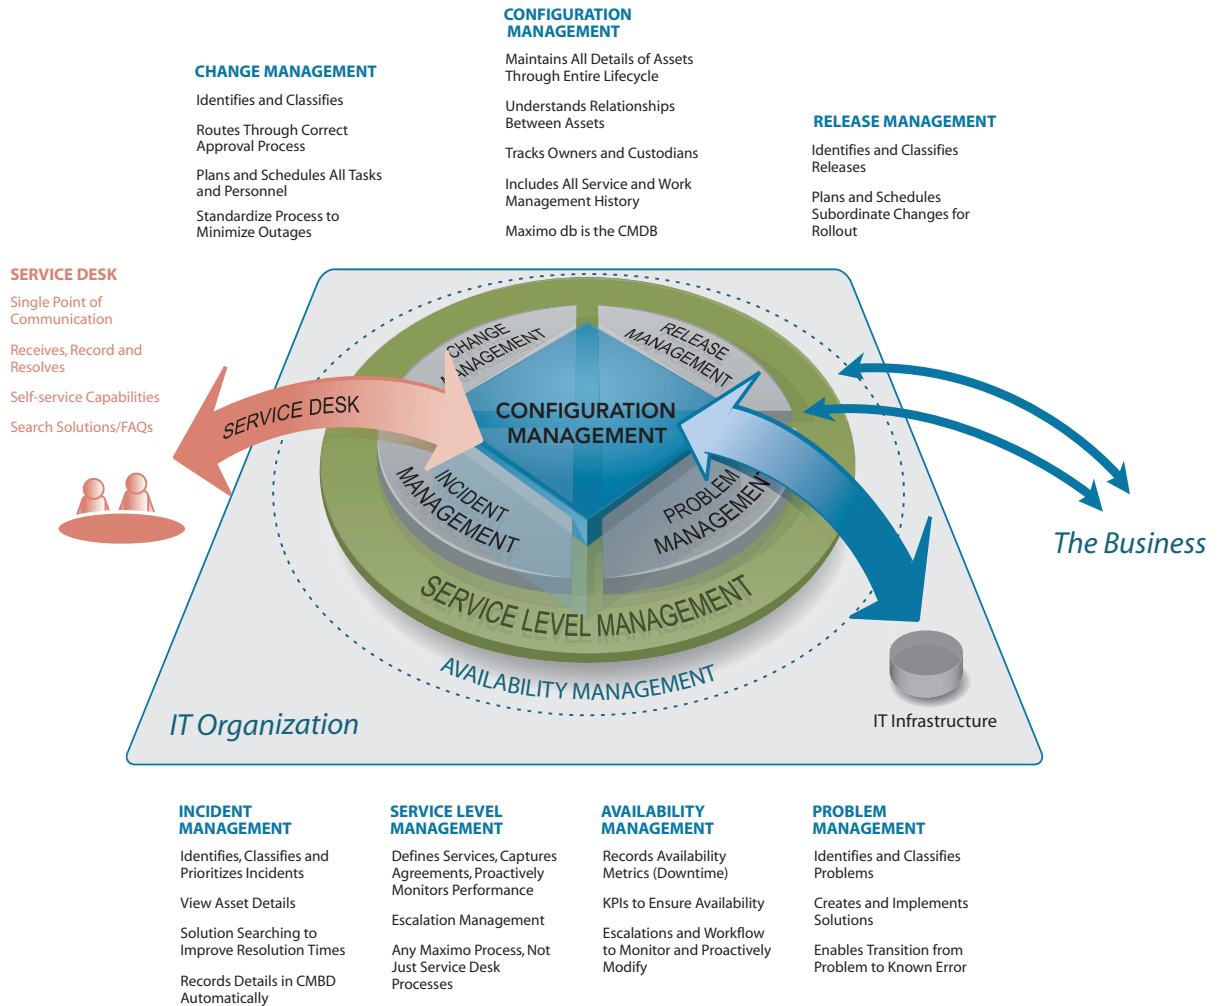 CONFIGURATION
MANAGEMENT
Maintains All Details of Assets
Through Entire Lifecycle
Understands Relationships
Between Assets
Tracks Owners and Custodians
Includes All Service and Work
Management History
Maximo db is the CMDB
CHANGE MANAGEMENT
Identifies and Classifies
Routes Through Correct
Approval Process
Plans and Schedules All Tasks
and Personnel
Standardize Process to
Minimize Outages
RELEASE MANAGEMENT
Identifies and Classifies
Releases
Plans and Schedules
Subordinate Changes for
Rollout
SERVICE DESK
Single Point of
Communication
Receives, Record and
Resolves
Self-service Capabilities
Search Solutions/FAQs
CHANGE
MANAGEMENT
RELEASE
MANAGEMENT
SERVICE DESK
CONFIGURATION
MANAGEMENT
INCIDENT
MANAGEMENT
PROBLEM
MANAGEMENT
SERVICE LEVEL MANAGEMENT
AVAILABILITY MANAGEMENT
The Business
IT Organization
IT Infrastructure
INCIDENT
MANAGEMENT
Identifies, Classifies and
Prioritizes Incidents
View Asset Details
Solution Searching to
Improve Resolution Times
Records Details in CMBD
Automatically
SERVICE LEVEL
MANAGEMENT
Defines Services, Captures
Agreements, Proactively
Monitors Performance
Escalation Management
Any Maximo Process, Not
Just Service Desk
Processes
AVAILABILITY
MANAGEMENT
Records Availability
Metrics (Downtime)
KPIs to Ensure Availability
Escalations and Workflow
to Monitor and Proactively
Modify
PROBLEM
MANAGEMENT
Identifies and Classifies
Problems
Creates and Implements
Solutions
Enables Transition from
Problem to Known Error